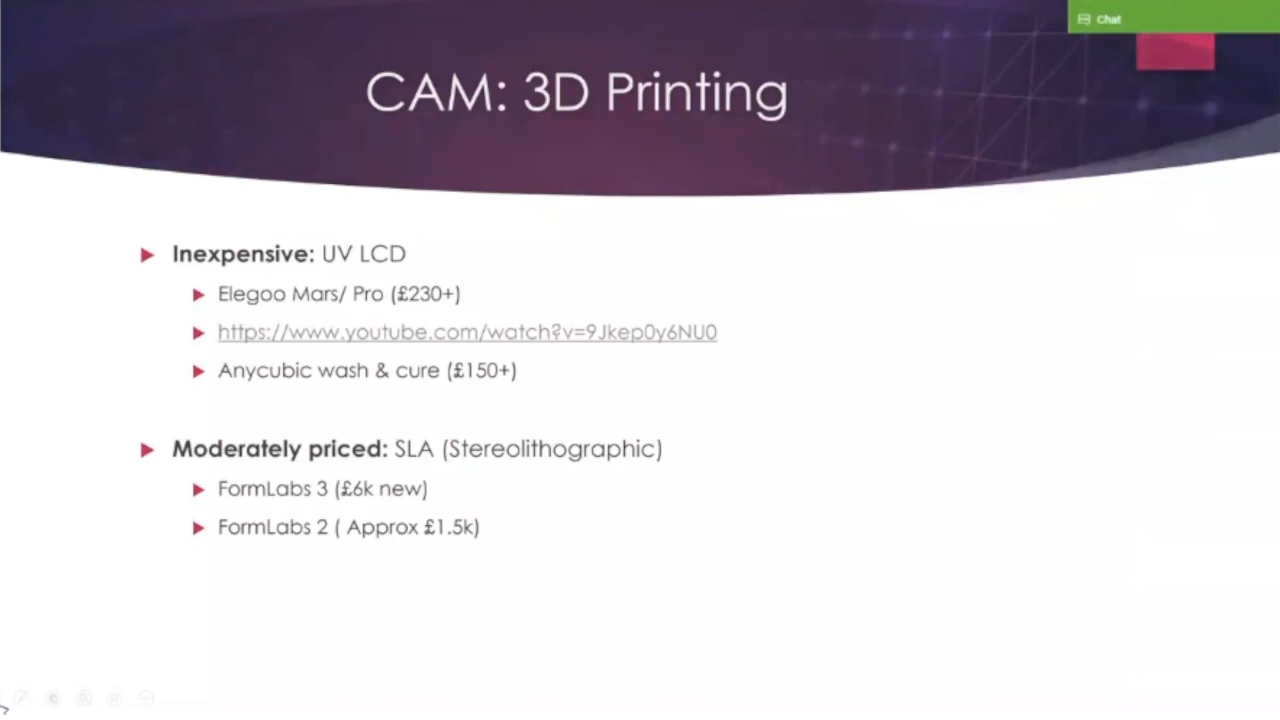 Chat
CAM: 3D Printing
Inexpensive: UV LCD
Elegoo Mars/ Pro (£230+)
https://www.youtube.com/watch?v=9Jkep0y6NU0
Anycubic wash & cure (£150+)
Moderately priced: SLA (Stereolithographic)
FormLabs 3 (£6k new)
FormLabs 2 ( Approx £1.5k)